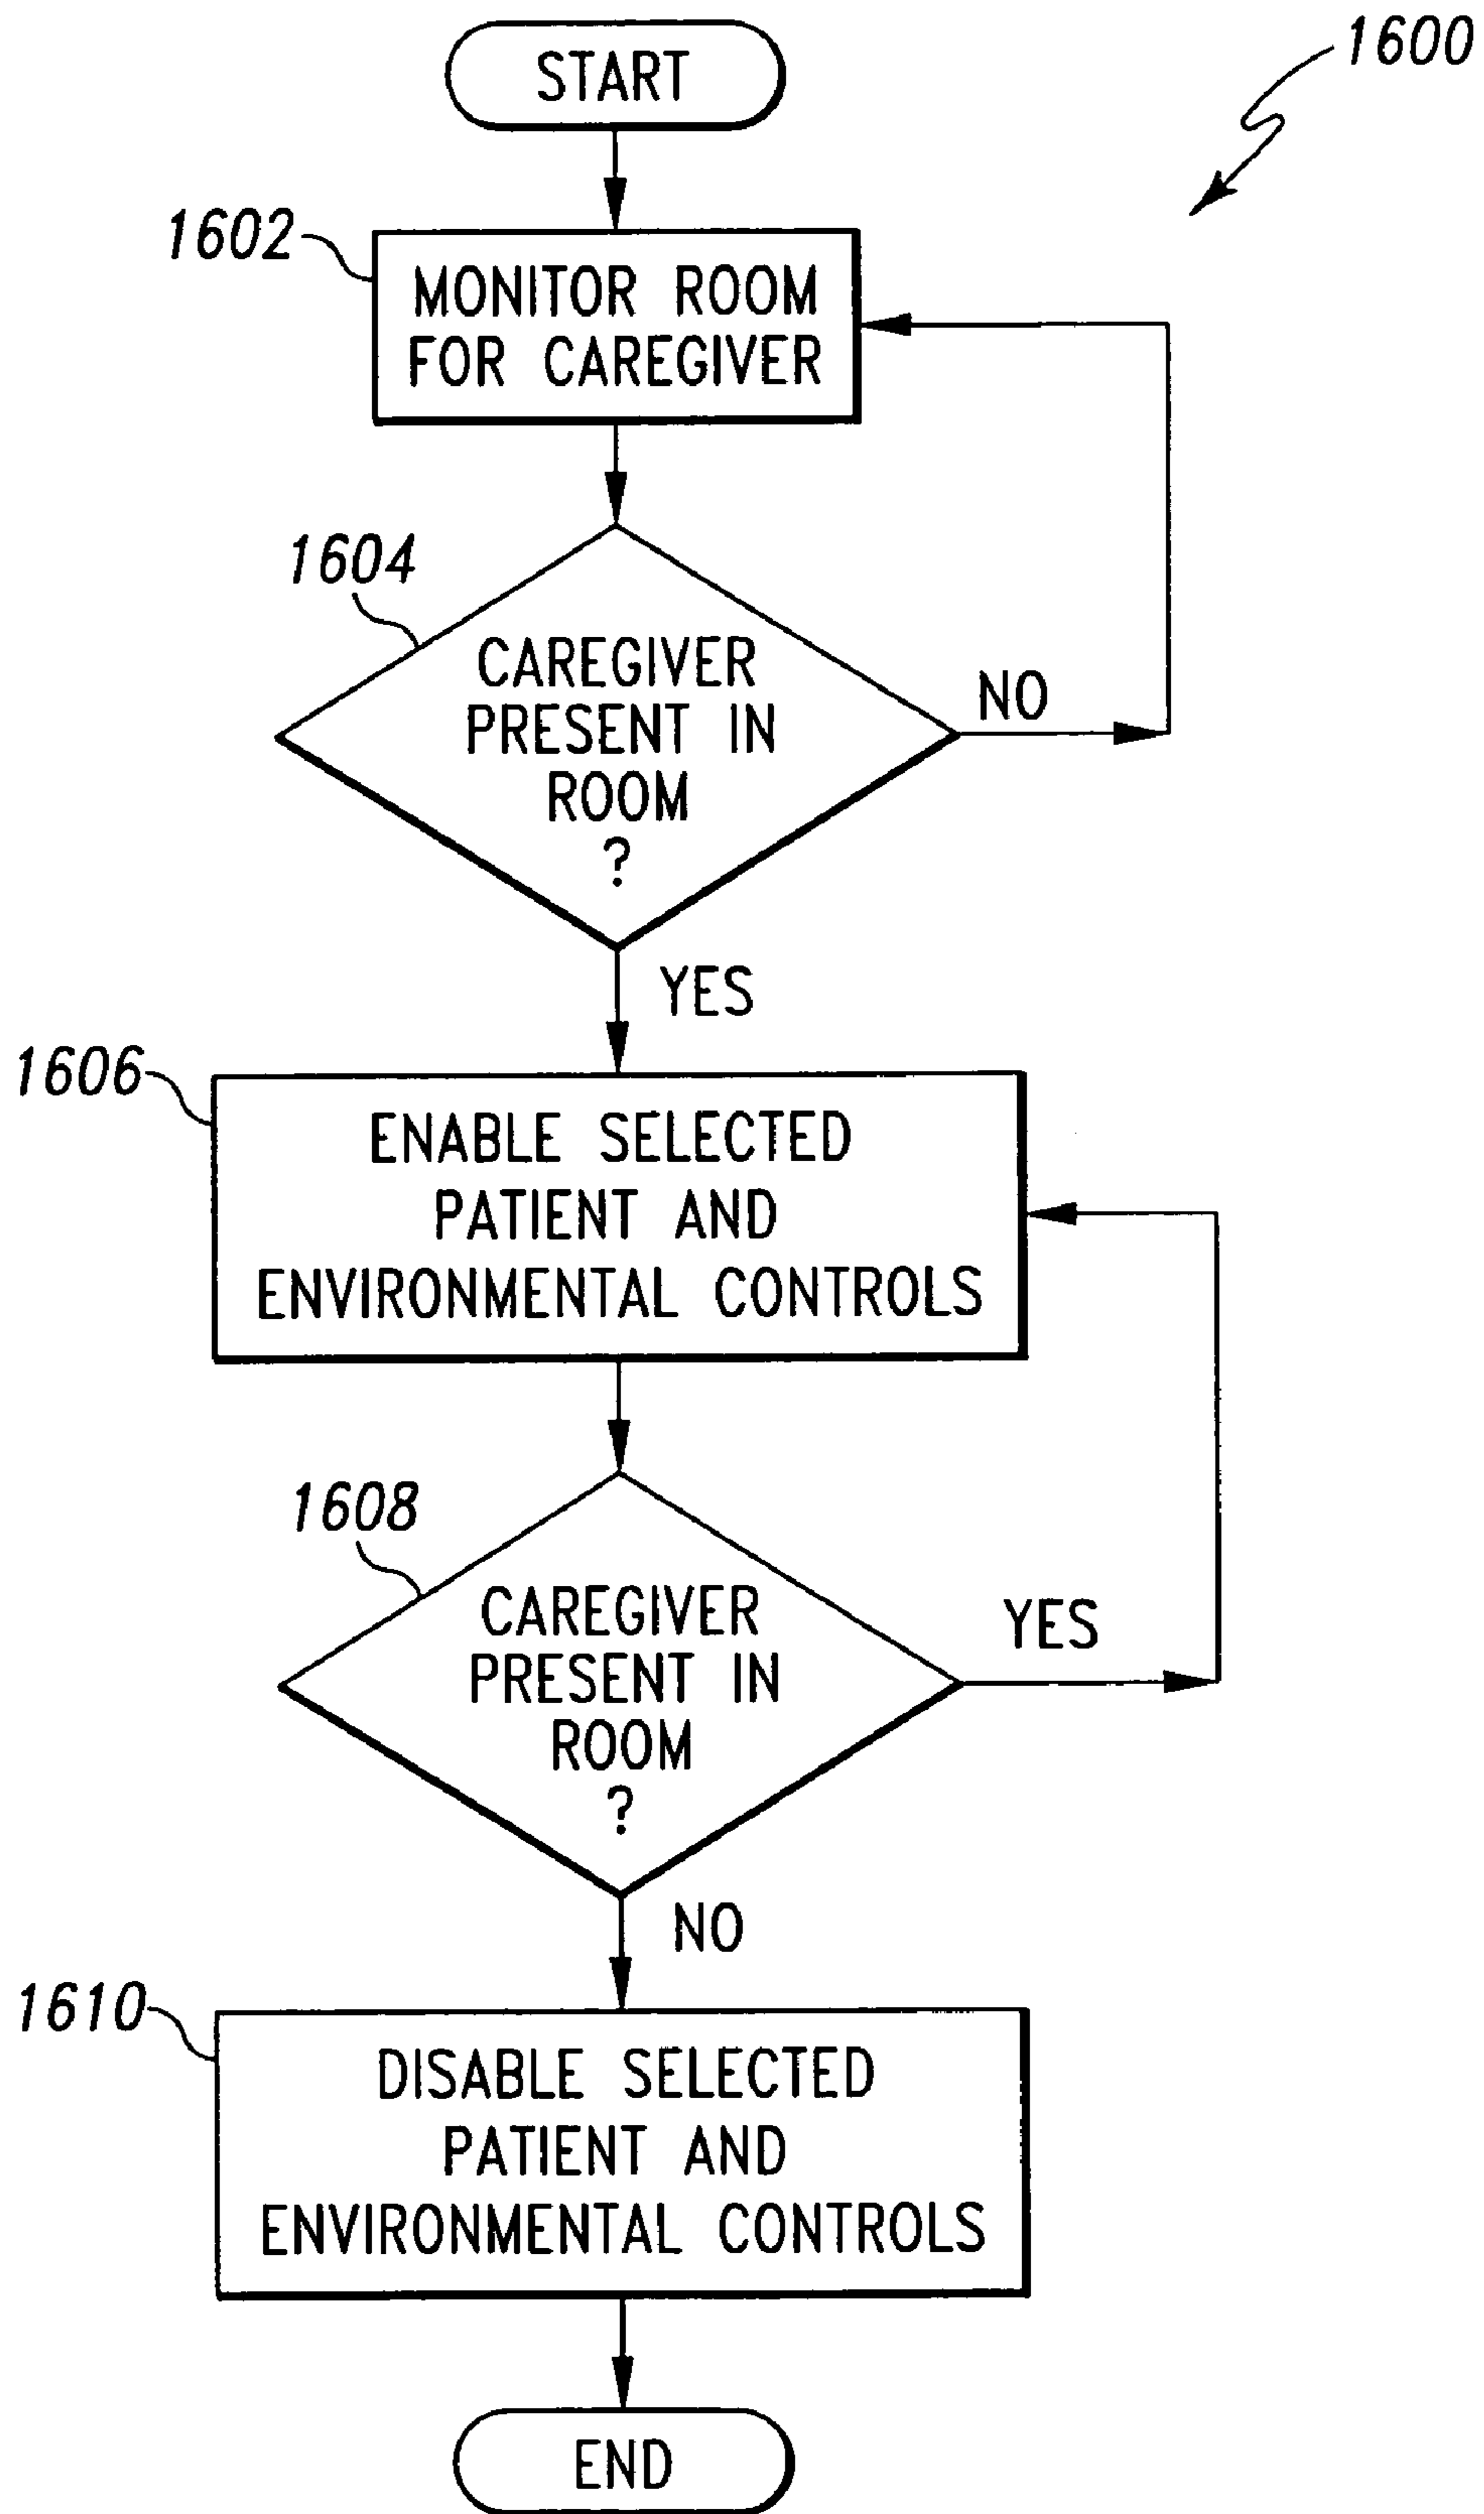 START
1600
1602
MONITOR ROOM
FOR CAREGIVER
1604
CAREGIVER
PRESENT IN
ROOM
?
NO
YES
1606
ENABLE SELECTED
PATIENT AND
ENVIRONMENTAL CONTROLS
1608
CAREGIVER
PRESENT IN
ROOM
?
YES
NO
1610
DISABLE SELECTED
PATIENT AND
ENVIRONMENTAL CONTROLS
END